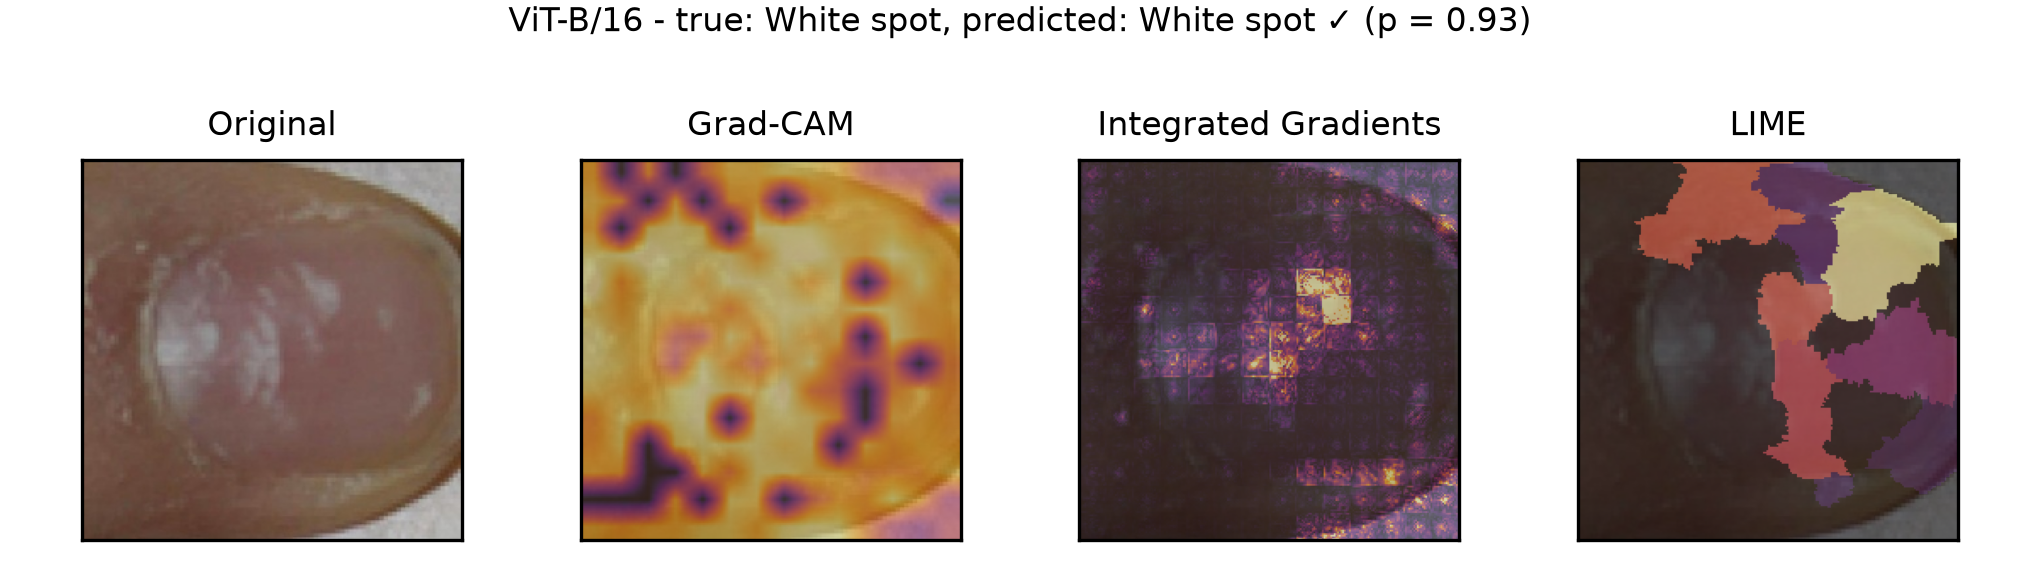 ViT-B/16 - true: White spot, predicted: White spot ✓ (p = 0.93)
Original
Grad-CAM
Integrated Gradients
LIME